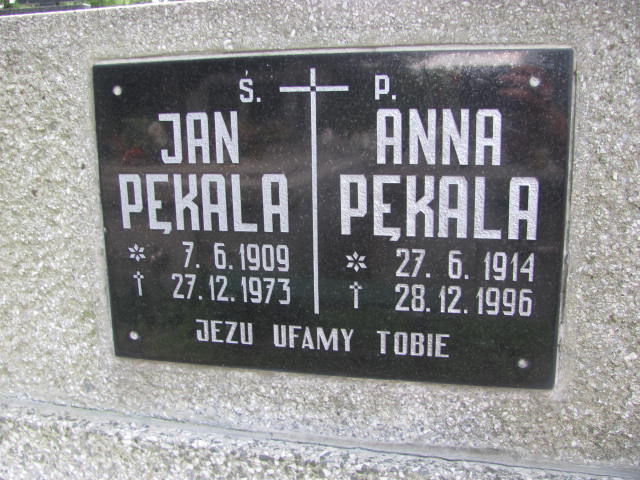 Ś. P.
JAN
PĘKALA
* 7. 6. 1909
† 27. 12. 1973
ANNA
PĘKALA
* 27. 6. 1914
† 28. 12. 1996
JEZU UFAMY TOBIE